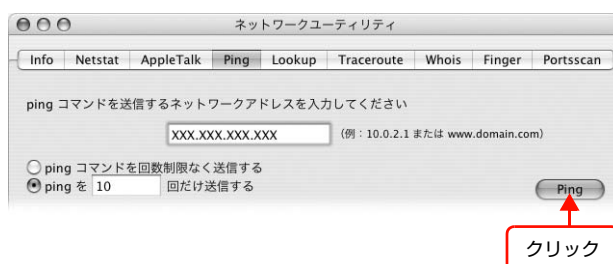 ネットワークユーティリティ
Info Netstat AppleTalk Ping Lookup Traceroute Whois Finger Portsscan
ping コマンドを送信するネットワークアドレスを入力してください
XXX.XXX.XXX.XXX (例：10.0.2.1 または www.domain.com)
ping コマンドを回数制限なく送信する
ping を 10 回だけ送信する
Ping
クリック